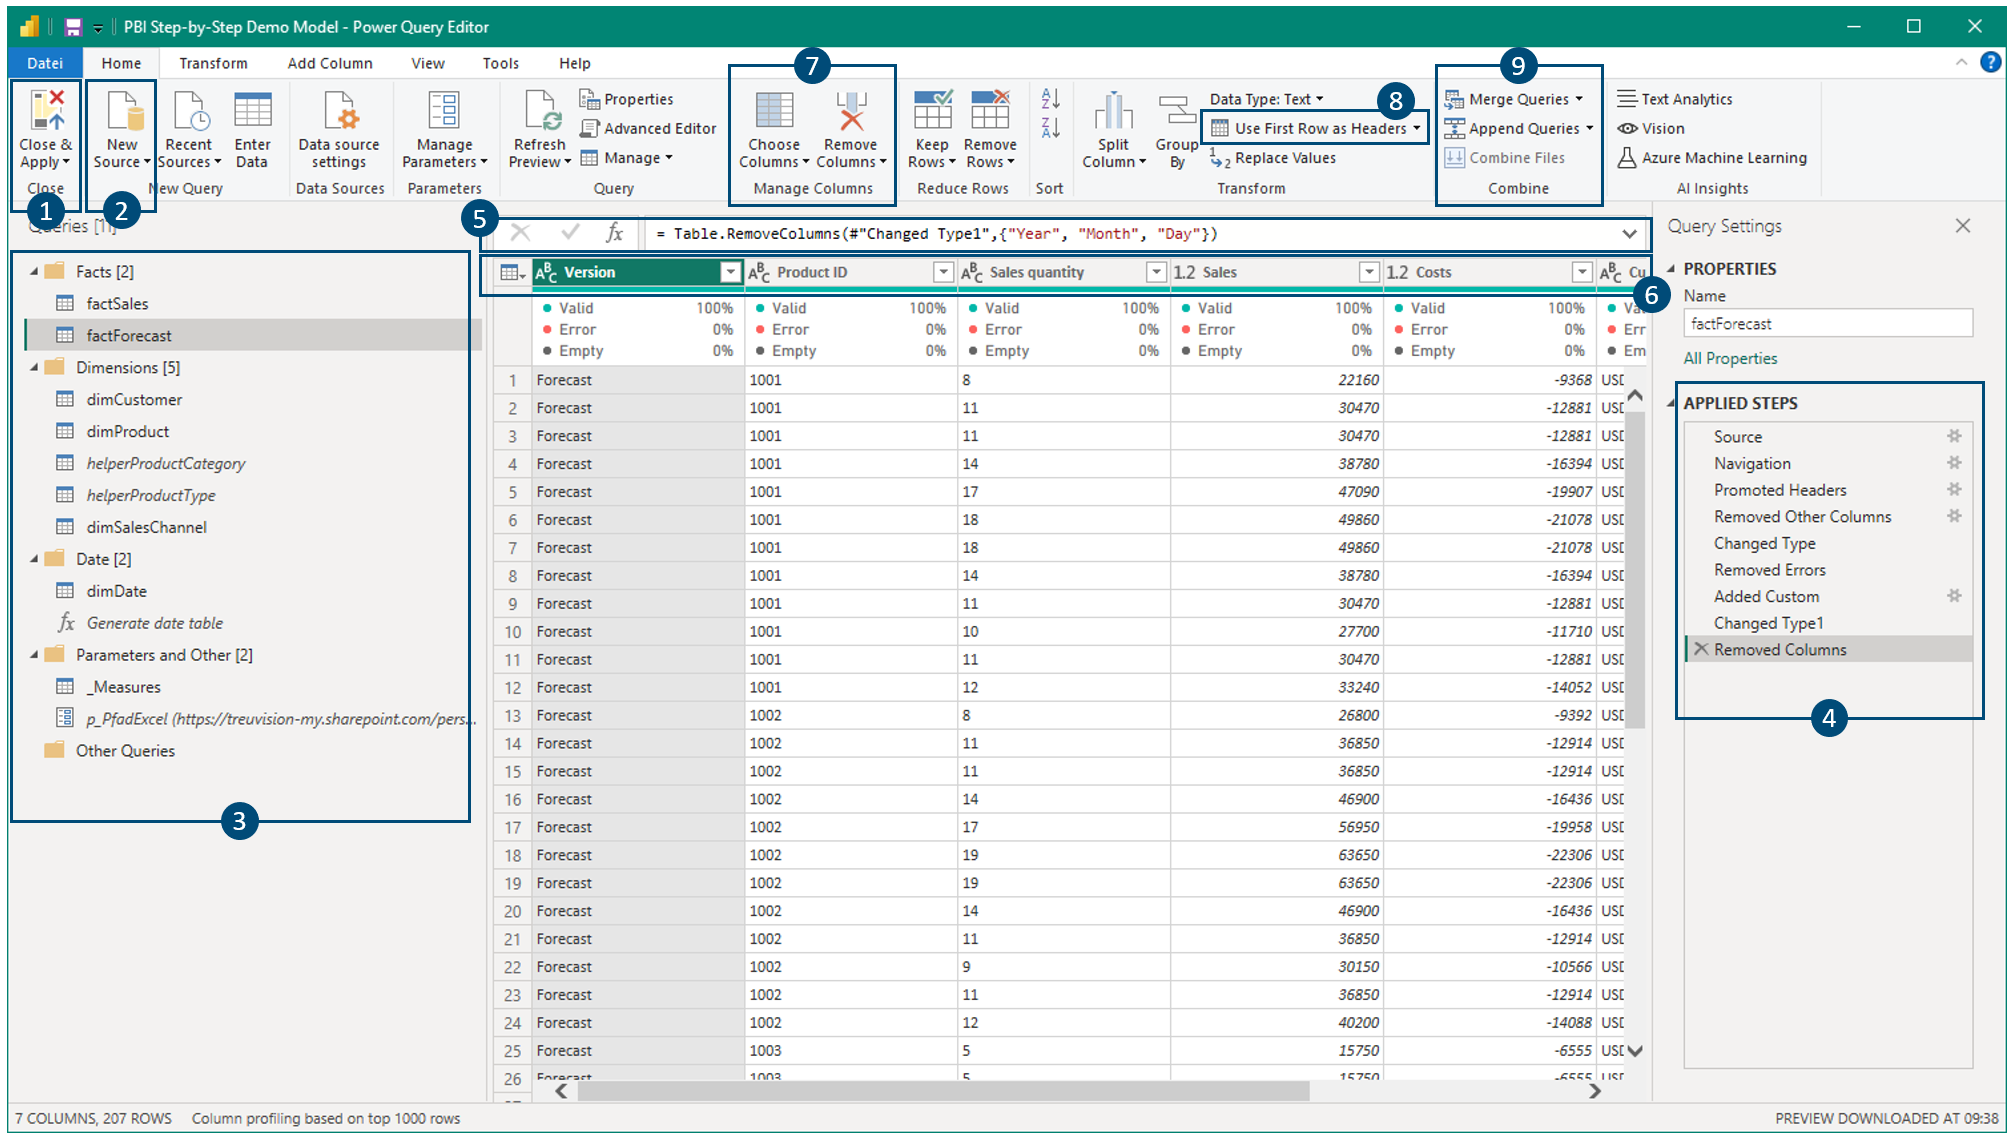 PBI Step-by-Step Demo Model - Power Query Editor
Datei Home Transform Add Column View Tools Help
7 9 8
Close & Apply
Close
New Source
Recent Sources
Enter Data
New Query
Data source settings
Data Sources
Manage Parameters
Parameters
Refresh Preview
Properties
Advanced Editor
Manage
Query
Choose Columns
Remove Columns
Manage Columns
Keep Rows
Remove Rows
Reduce Rows
Sort
Split Column
Group By
Data Type: Text
Use First Row as Headers
Replace Values
Transform
Merge Queries
Append Queries
Combine Files
Combine
Text Analytics
Vision
Azure Machine Learning
AI Insights
1 2 5
Queries [11]
Facts [2]
factSales
factForecast
Dimensions [5]
dimCustomer
dimProduct
helperProductCategory
helperProductType
dimSalesChannel
Date [2]
dimDate
fx Generate date table
Parameters and Other [2]
_Measures
p_PfadExcel (https://treuvision-my.sharepoint.com/pers...
Other Queries
3
fx = Table.RemoveColumns(#"Changed Type1",{"Year", "Month", "Day"})
ABC Version ABC Product ID ABC Sales quantity 1.2 Sales 1.2 Costs ABC Cu
6
Valid 100% Valid 100% Valid 100% Valid 100% Valid 100% Va
Error 0% Error 0% Error 0% Error 0% Error 0% Err
Empty 0% Empty 0% Empty 0% Empty 0% Empty 0% Em
1 Forecast 1001 8 22160 -9368 USD
2 Forecast 1001 11 30470 -12881 USD
3 Forecast 1001 11 30470 -12881 USD
4 Forecast 1001 14 38780 -16394 USD
5 Forecast 1001 17 47090 -19907 USD
6 Forecast 1001 18 49860 -21078 USD
7 Forecast 1001 18 49860 -21078 USD
8 Forecast 1001 14 38780 -16394 USD
9 Forecast 1001 11 30470 -12881 USD
10 Forecast 1001 10 27700 -11710 USD
11 Forecast 1001 11 30470 -12881 USD
12 Forecast 1001 12 33240 -14052 USD
13 Forecast 1002 8 26800 -9392 USD
14 Forecast 1002 11 36850 -12914 USD
15 Forecast 1002 11 36850 -12914 USD
16 Forecast 1002 14 46900 -16436 USD
17 Forecast 1002 17 56950 -19958 USD
18 Forecast 1002 19 63650 -22306 USD
19 Forecast 1002 19 63650 -22306 USD
20 Forecast 1002 14 46900 -16436 USD
21 Forecast 1002 11 36850 -12914 USD
22 Forecast 1002 9 30150 -10566 USD
23 Forecast 1002 11 36850 -12914 USD
24 Forecast 1002 12 40200 -14088 USD
25 Forecast 1003 5 15750 -6555 USD
26 Forecast 1003 5 15750 -6555 USD
Query Settings
PROPERTIES
Name
factForecast
All Properties
APPLIED STEPS
Source
Navigation
Promoted Headers
Removed Other Columns
Changed Type
Removed Errors
Added Custom
Changed Type1
Removed Columns
4
7 COLUMNS, 207 ROWS Column profiling based on top 1000 rows PREVIEW DOWNLOADED AT 09:38